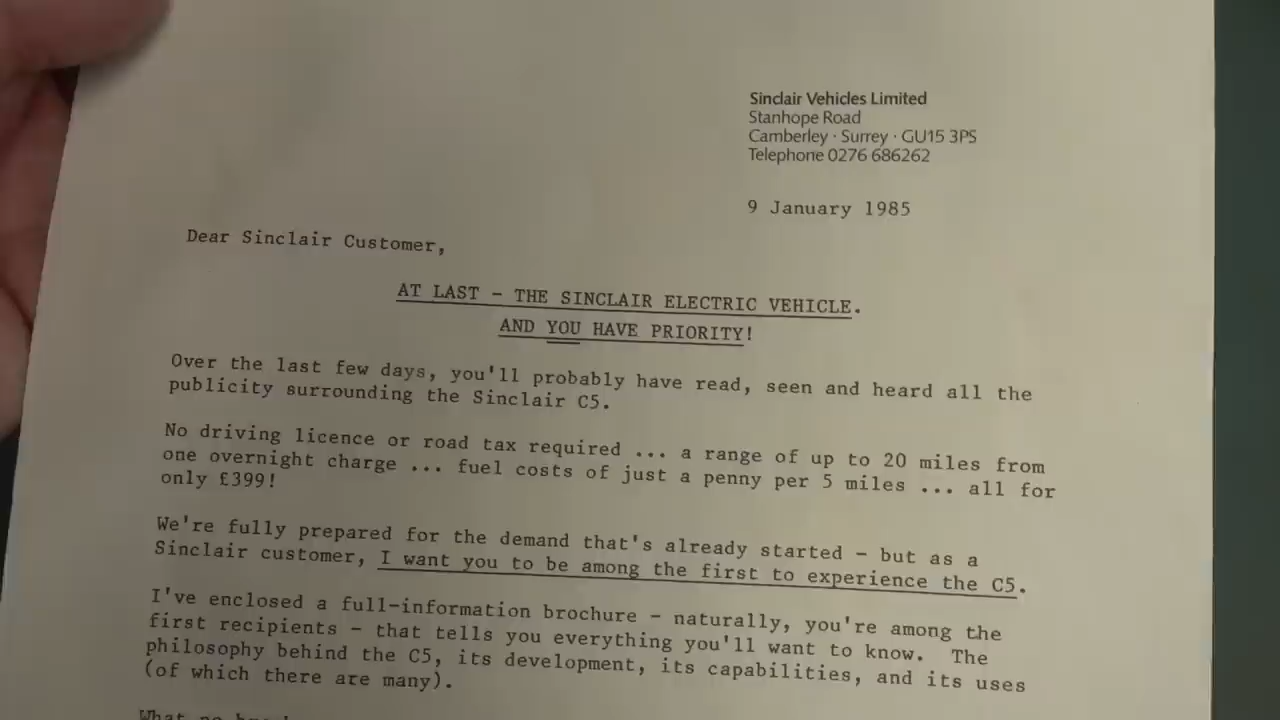 Sinclair Vehicles Limited
Stanhope Road
Camberley · Surrey · GU15 3PS
Telephone 0276 686262
9 January 1985
Dear Sinclair Customer,
AT LAST - THE SINCLAIR ELECTRIC VEHICLE.
AND YOU HAVE PRIORITY!
Over the last few days, you'll probably have read, seen and heard all the
publicity surrounding the Sinclair C5.
No driving licence or road tax required ... a range of up to 20 miles from
one overnight charge ... fuel costs of just a penny per 5 miles ... all for
only £399!
We're fully prepared for the demand that's already started - but as a
Sinclair customer, I want you to be among the first to experience the C5.
I've enclosed a full-information brochure - naturally, you're among the
first recipients - that tells you everything you'll want to know. The
philosophy behind the C5, its development, its capabilities, and its uses
(of which there are many).
What no